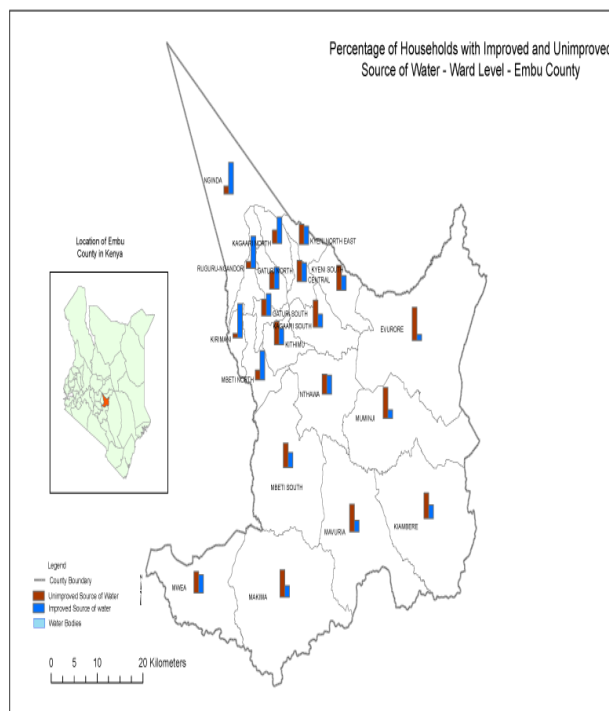 Percentage of Households with Improved and Unimproved
Source of Water - Ward Level - Embu County
NGINDA
KAGAARI NORTH
KYENI NORTH EAST
Location of Embu
County in Kenya
RUGURU-NGANDORI
GATURI NORTH
KYENI SOUTH
CENTRAL
GATURI SOUTH
KAGAARI SOUTH
EVURORE
KIRIMARI
KITHIMU
MBETI NORTH
NTHAWA
MUMINJI
MBETI SOUTH
KIAMBERE
MAVURIA
MWEA
MAKIMA
Legend
County Boundary
Unimproved Source of Water
Improved Source of water
Water Bodies
0 5 10 20 Kilometers